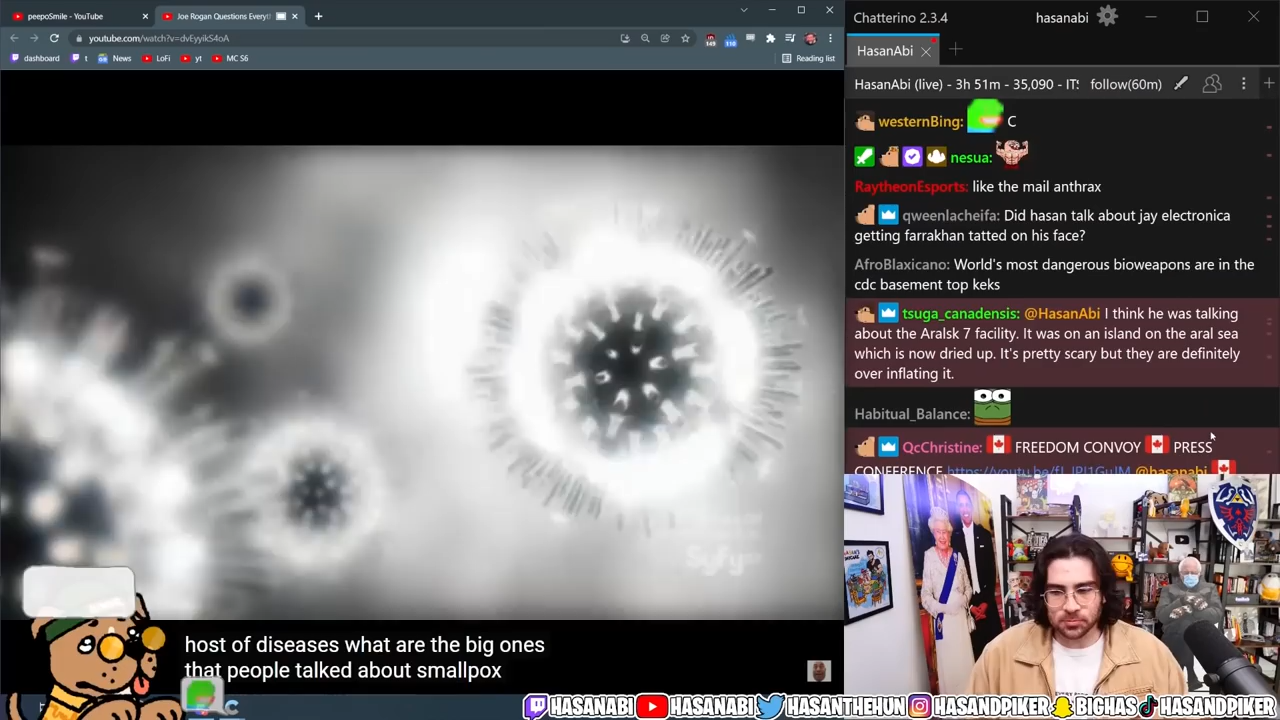 peepoSmile - YouTube
Joe Rogan Questions Everyt
youtube.com/watch?v=dvEyyikS4oA
149
110
dashboard
t
News
LoFi
yt
MC S6
Reading list
Syfy
host of diseases what are the big ones
that people talked about smallpox
Chatterino 2.3.4
hasanabi
HasanAbi
HasanAbi (live) - 3h 51m - 35,090 - IT:
follow(60m)
westernBing: C
nesua:
RaytheonEsports: like the mail anthrax
qweenlacheifa: Did hasan talk about jay electronica
getting farrakhan tatted on his face?
AfroBlaxicano: World's most dangerous bioweapons are in the
cdc basement top keks
tsuga_canadensis: @HasanAbi I think he was talking
about the Aralsk 7 facility. It was on an island on the aral sea
which is now dried up. It's pretty scary but they are definitely
over inflating it.
Habitual_Balance:
QcChristine: FREEDOM CONVOY PRESS
CONFERENCE @hasanabi
HASANABI HASANABI HASANTHEHUN HASANDPIKER BIGHAS HASANDPIKER